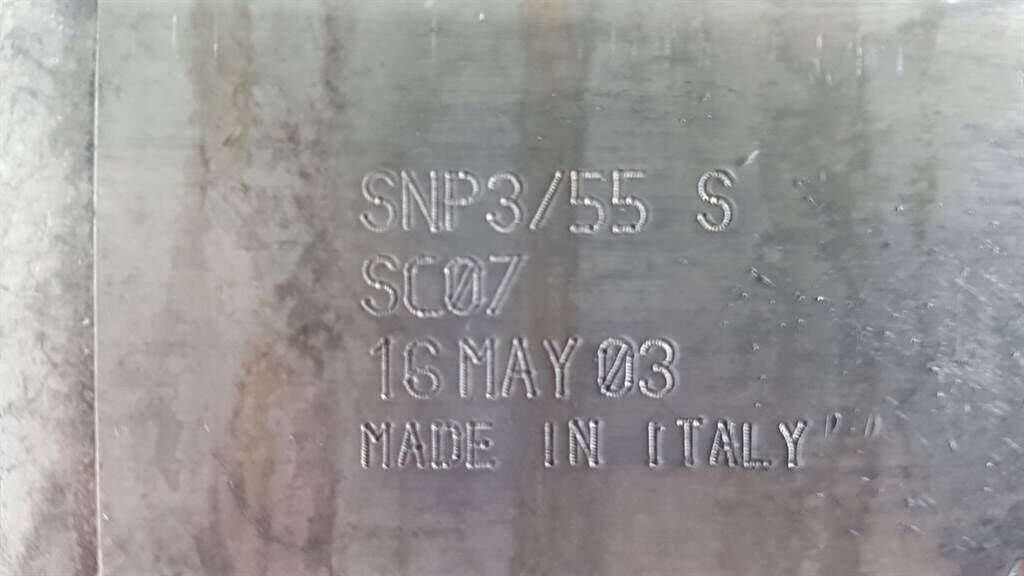 SNP3/55 S
SC07
16 MAY 03
MADE IN ITALY